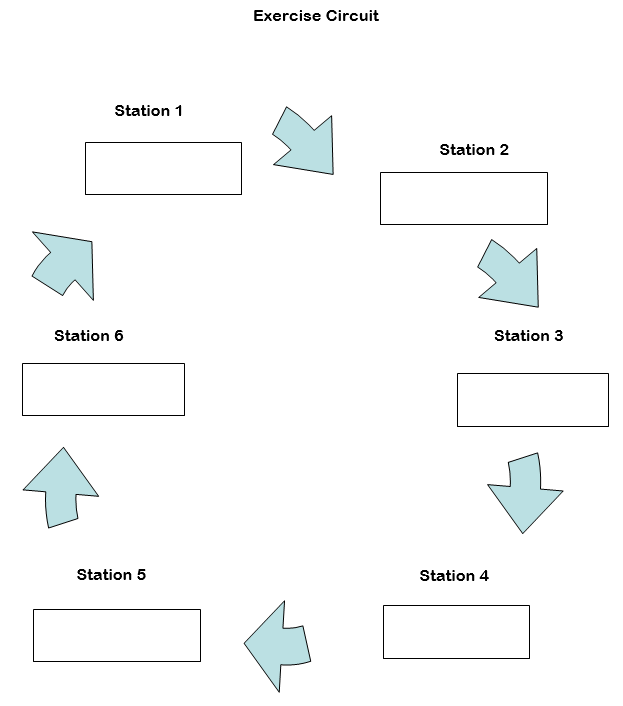 Exercise Circuit
Station 1
Station 2
Station 3
Station 4
Station 5
Station 6